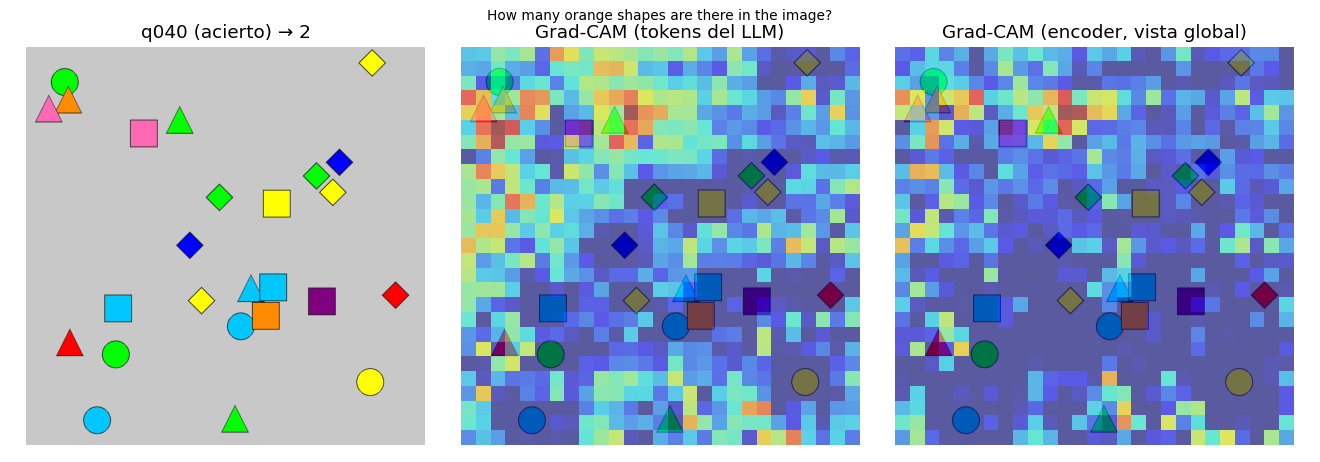 How many orange shapes are there in the image?
q040 (acierto) → 2
Grad-CAM (tokens del LLM)
Grad-CAM (encoder, vista global)